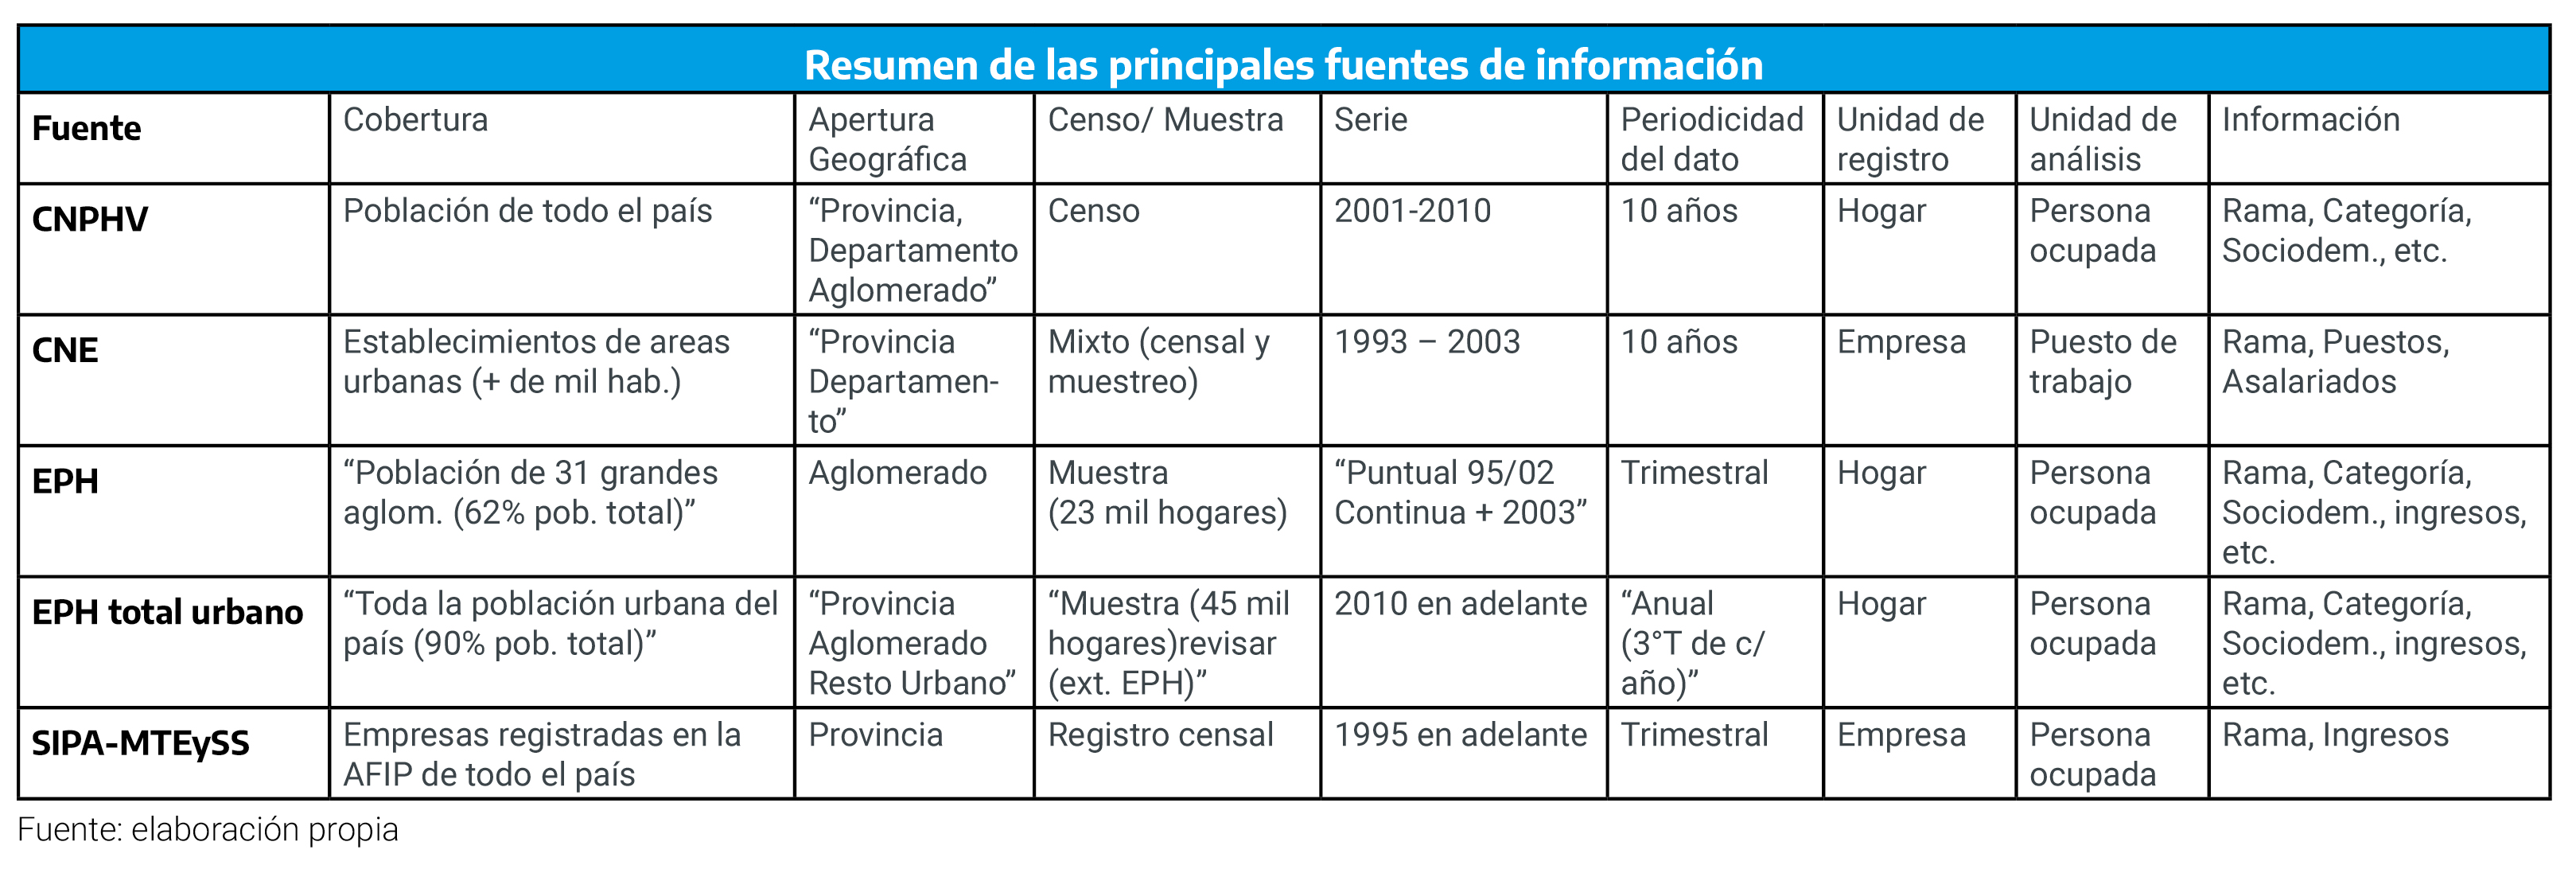 Resumen de las principales fuentes de información
Fuente
Cobertura
Apertura
Geográfica
Censo/ Muestra
Serie
Periodicidad
del dato
Unidad de
registro
Unidad de
análisis
Información
CNPHV
Población de todo el país
“Provincia,
Departamento
Aglomerado”
Censo
2001-2010
10 años
Hogar
Persona
ocupada
Rama, Categoría,
Sociodem., etc.
CNE
Establecimientos de areas
urbanas (+ de mil hab.)
“Provincia
Departamen-
to”
Mixto (censal y
muestreo)
1993 – 2003
10 años
Empresa
Puesto de
trabajo
Rama, Puestos,
Asalariados
EPH
“Población de 31 grandes
aglom. (62% pob. total)”
Aglomerado
Muestra
(23 mil hogares)
“Puntual 95/02
Continua + 2003”
Trimestral
Hogar
Persona
ocupada
Rama, Categoría,
Sociodem., ingresos,
etc.
EPH total urbano
“Toda la población urbana del
país (90% pob. total)”
“Provincia
Aglomerado
Resto Urbano”
“Muestra (45 mil
hogares)revisar
(ext. EPH)”
2010 en adelante
“Anual
(3°T de c/
año)”
Hogar
Persona
ocupada
Rama, Categoría,
Sociodem., ingresos,
etc.
SIPA-MTEySS
Empresas registradas en la
AFIP de todo el país
Provincia
Registro censal
1995 en adelante
Trimestral
Empresa
Persona
ocupada
Rama, Ingresos
Fuente: elaboración propia